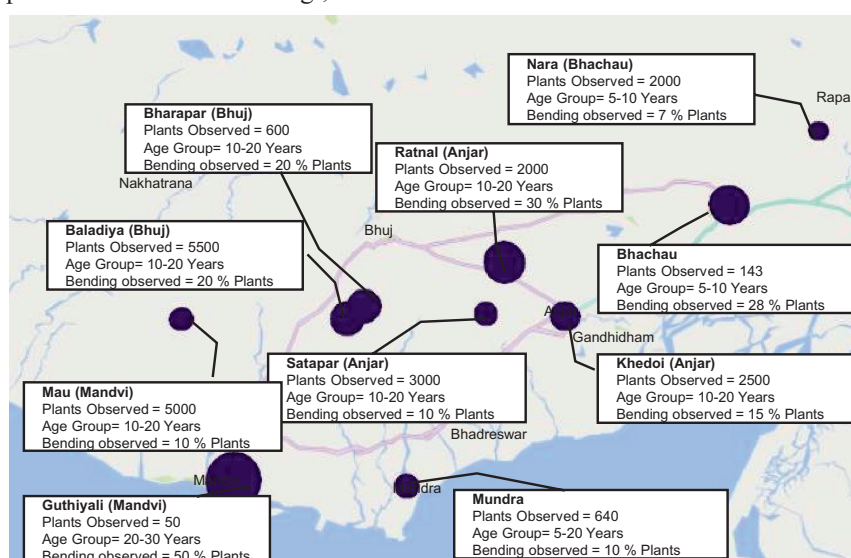 Nara (Bhachau)
Plants Observed = 2000
Age Group= 5-10 Years
Bending observed = 7 % Plants
Rapa
Bharapar (Bhuj)
Plants Observed = 600
Age Group= 10-20 Years
Bending observed = 20 % Plants
Nakhatrana
Ratnal (Anjar)
Plants Observed = 2000
Age Group= 10-20 Years
Bending observed = 30 % Plants
Baladiya (Bhuj)
Plants Observed = 5500
Age Group= 10-20 Years
Bending observed = 20 % Plants
Bhuj
Bhachau
Plants Observed = 143
Age Group= 5-10 Years
Bending observed = 28 % Plants
Gandhidham
Satapar (Anjar)
Plants Observed = 3000
Age Group= 10-20 Years
Bending observed = 10 % Plants
Khedoi (Anjar)
Plants Observed = 2500
Age Group= 10-20 Years
Bending observed = 15 % Plants
Mau (Mandvi)
Plants Observed = 5000
Age Group= 10-20 Years
Bending observed = 10 % Plants
Bhadreswar
Guthiyali (Mandvi)
Plants Observed = 50
Age Group= 20-30 Years
Bending observed = 50 % Plants
Mundra
Plants Observed = 640
Age Group= 5-20 Years
Bending observed = 10 % Plants